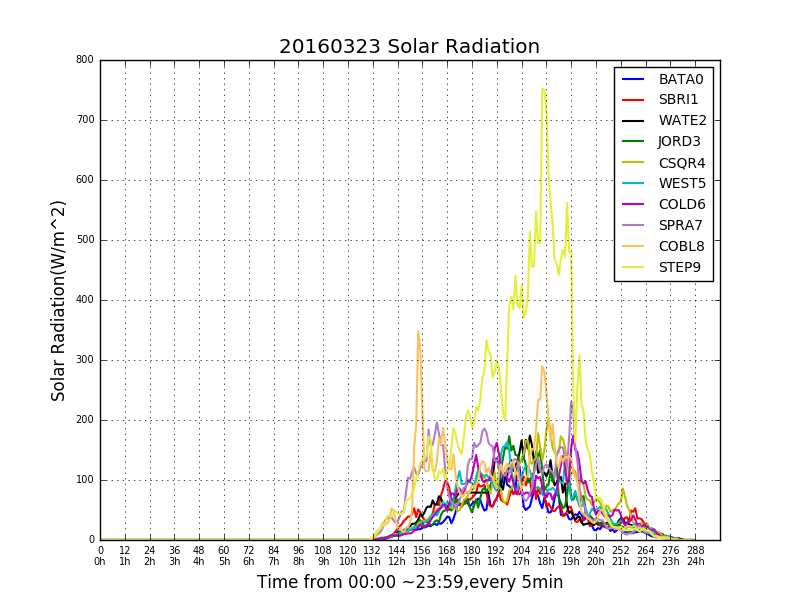 20160323 Solar Radiation
Solar Radiation(W/m^2)
800
700
600
500
400
300
200
100
0
BATA0
SBRI1
WATE2
JORD3
CSQR4
WEST5
COLD6
SPRA7
COBL8
STEP9
0 12 24 36 48 60 72 84 96 108 120 132 144 156 168 180 192 204 216 228 240 252 264 276 288
0h 1h 2h 3h 4h 5h 6h 7h 8h 9h 10h 11h 12h 13h 14h 15h 16h 17h 18h 19h 20h 21h 22h 23h 24h
Time from 00:00 ~23:59,every 5min